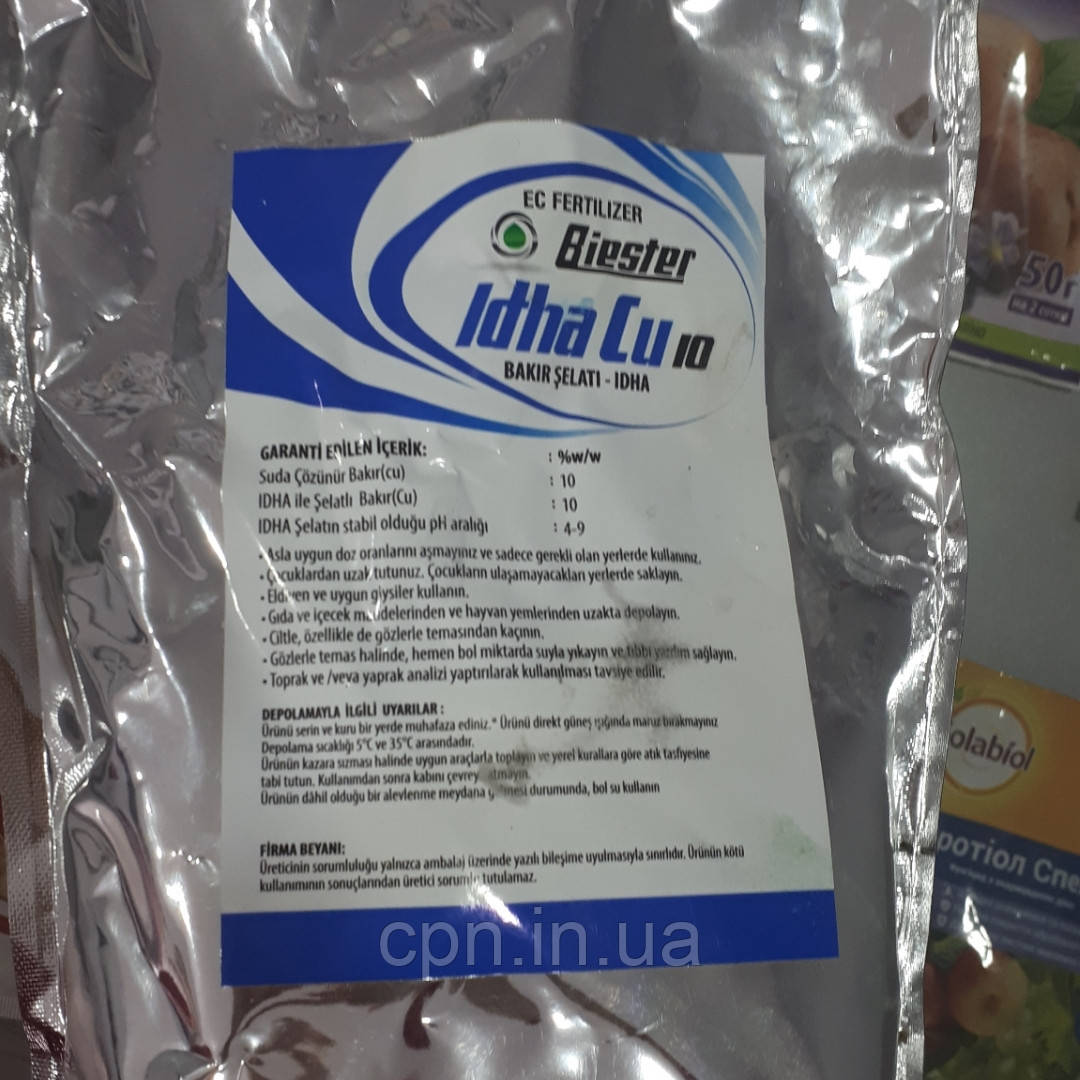 EC FERTILIZER
Biester
Idha Cu 10
BAKIR ŞELATI - IDHA
GARANTİ EDİLEN İÇERİK: : %w/w
Suda Çözünür Bakır(cu) : 10
IDHA ile Şelatlı Bakır(Cu) : 10
IDHA Şelatın stabil olduğu pH aralığı : 4-9
• Asla uygun doz oranlarını aşmayınız ve sadece gerekli olan yerlerde kullanınız.
• Çocuklardan uzak tutunuz. Çocukların ulaşamayacakları yerlerde saklayın.
• Eldiven ve uygun giysiler kullanın.
• Gıda ve içecek maddelerinden ve hayvan yemlerinden uzakta depolayın.
• Ciltle, özellikle de gözlerle temasından kaçının.
• Gözlerle temas halinde, hemen bol miktarda suyla yıkayın ve tıbbi yardım sağlayın.
• Toprak ve /veya yaprak analizi yaptırılarak kullanılması tavsiye edilir.
DEPOLAMAYLA İLGİLİ UYARILAR :
Ürünü serin ve kuru bir yerde muhafaza ediniz.* Ürünü direkt güneş ışığında maruz bırakmayınız
Depolama sıcaklığı 5°C ve 35°C arasındadır.
Ürünün kazara sızması halinde uygun araçlarla toplayın ve yerel kurallara göre atık tasfiyesine
tabi tutun. Kullanımdan sonra kabını atmayın.
Ürünün dâhil olduğu bir alevlenme meydana durumunda, bol su kullanın
FİRMA BEYANI:
Üreticinin sorumluluğu yalnızca ambalaj üzerinde yazılı bileşime uyulmasıyla sınırlıdır. Ürünün kötü
kullanımının sonuçlarından üretici sorumlu tutulamaz.
cpn.in.ua
50г
на 2 сотки
olabiol
ротіол Спе